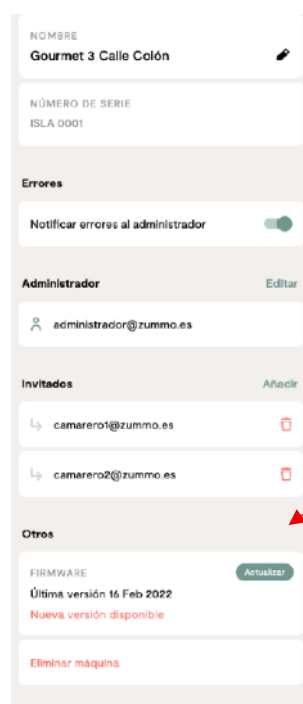 NOMBRE
Gourmet 3 Calle Colón
NÚMERO DE SERIE
ISLA 0001
Errores
Notificar errores al administrador
Administrador
Editar
administrador@zummo.es
Invitados
Añadir
camarero1@zummo.es
camarero2@zummo.es
Otros
FIRMWARE
Actualizar
Última versión 16 Feb 2022
Nueva versión disponible
Eliminar máquina